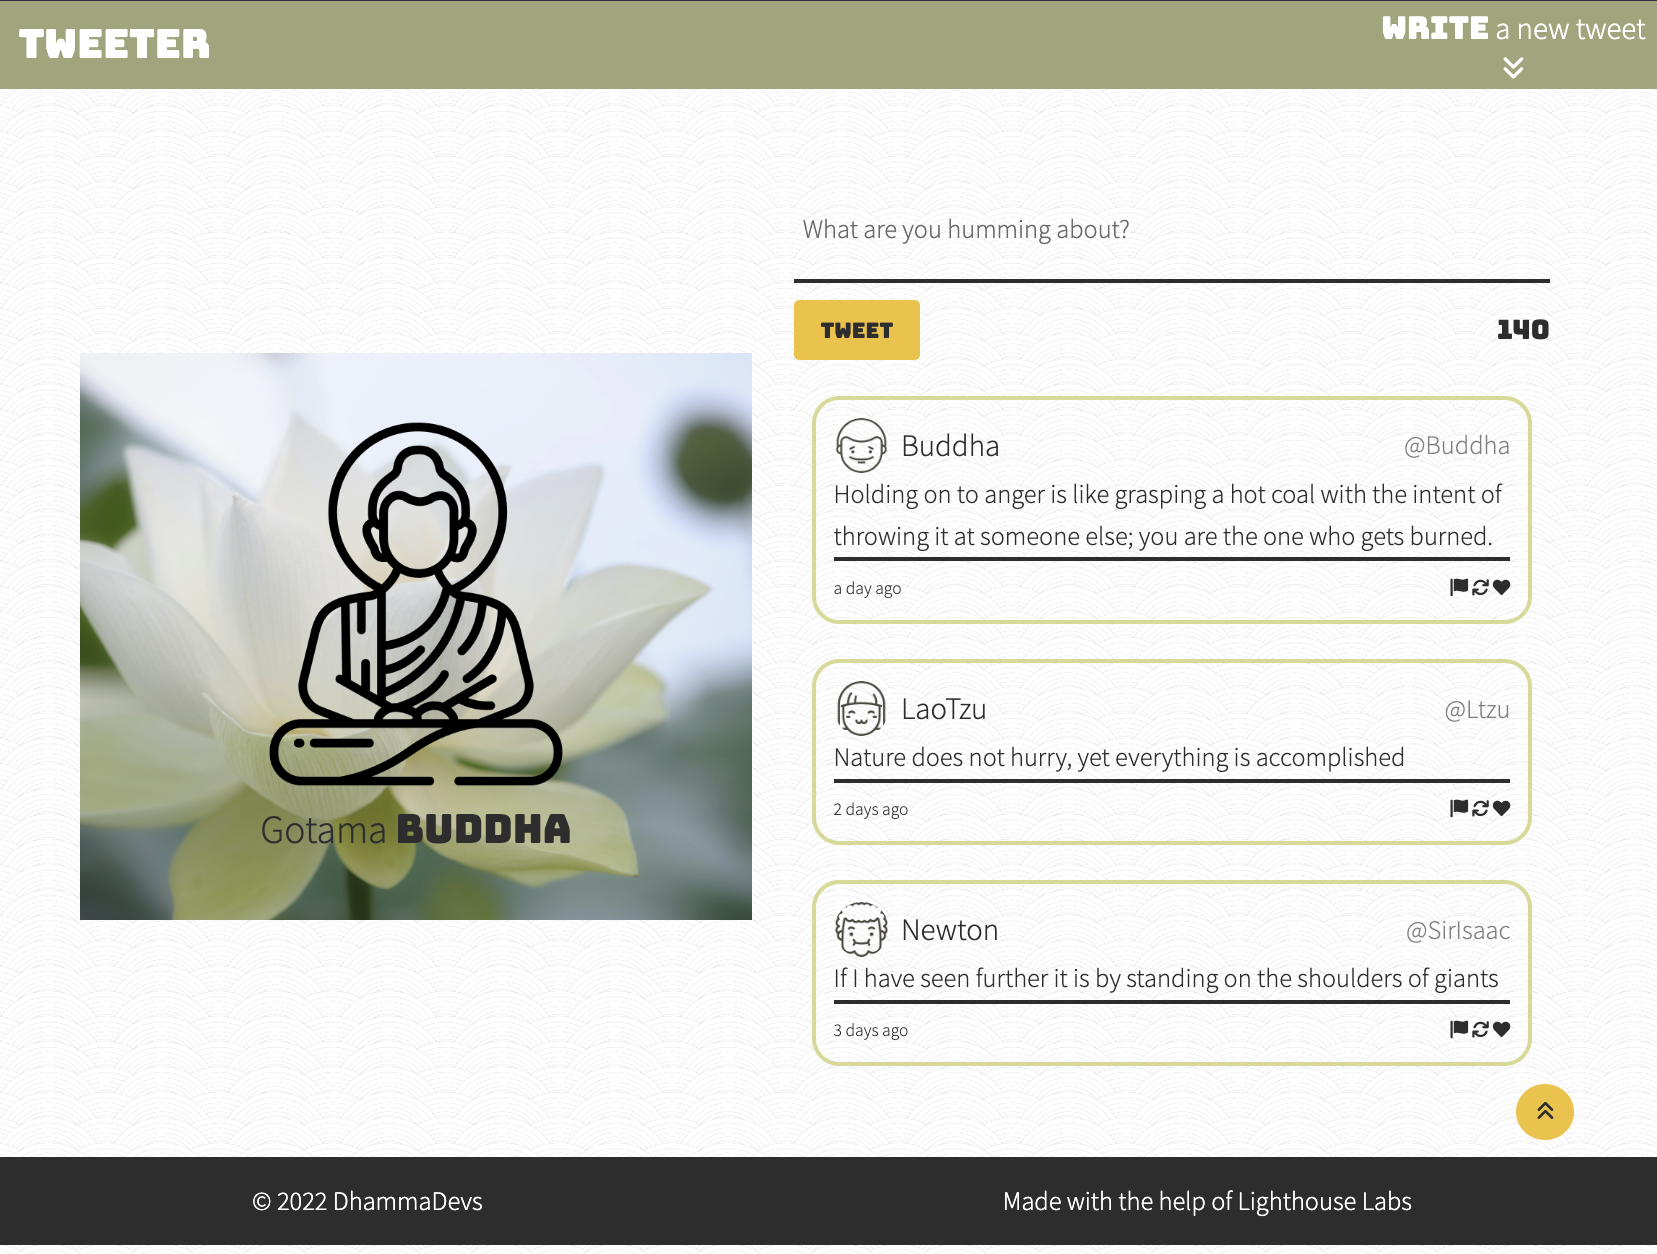 TWEETER
WRITE a new tweet
What are you humming about?
TWEET
140
Gotama BUDDHA
Buddha
@Buddha
Holding on to anger is like grasping a hot coal with the intent of
throwing it at someone else; you are the one who gets burned.
a day ago
LaoTzu
@Ltzu
Nature does not hurry, yet everything is accomplished
2 days ago
Newton
@SirIsaac
If I have seen further it is by standing on the shoulders of giants
3 days ago
© 2022 DhammaDevs
Made with the help of Lighthouse Labs